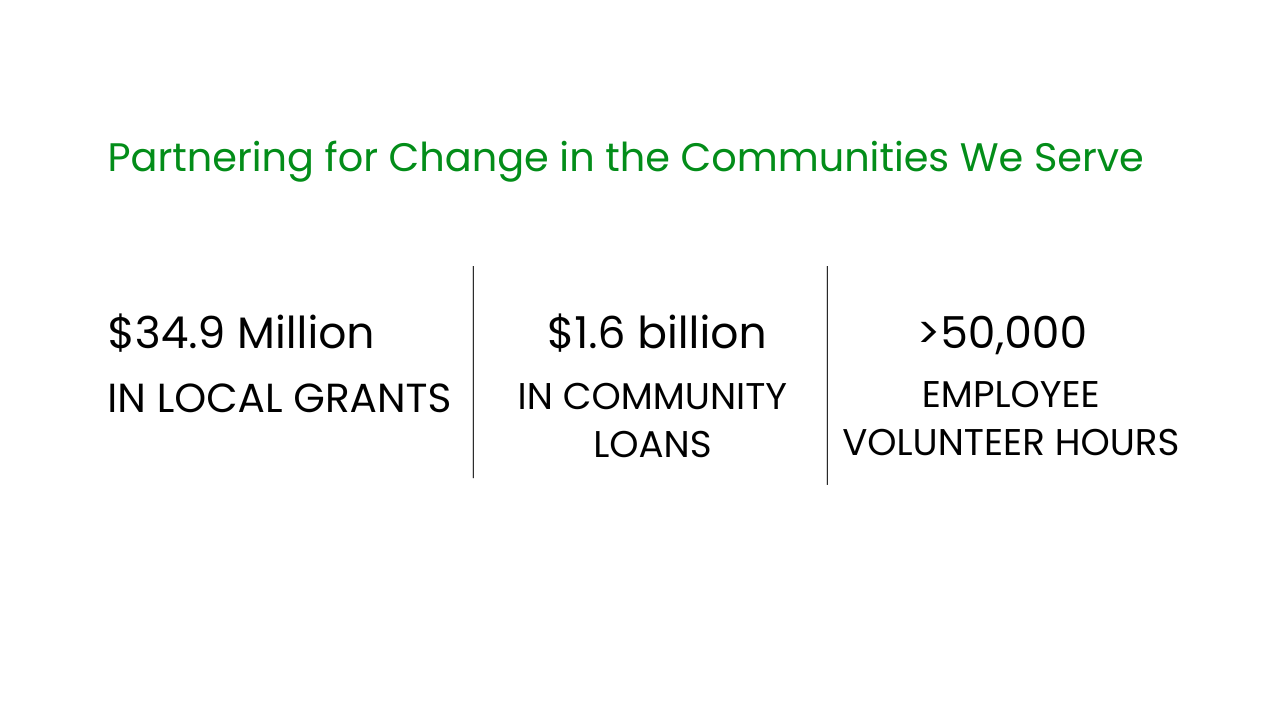 Partnering for Change in the Communities We Serve
$34.9 Million
IN LOCAL GRANTS
$1.6 billion
IN COMMUNITY
LOANS
>50,000
EMPLOYEE
VOLUNTEER HOURS